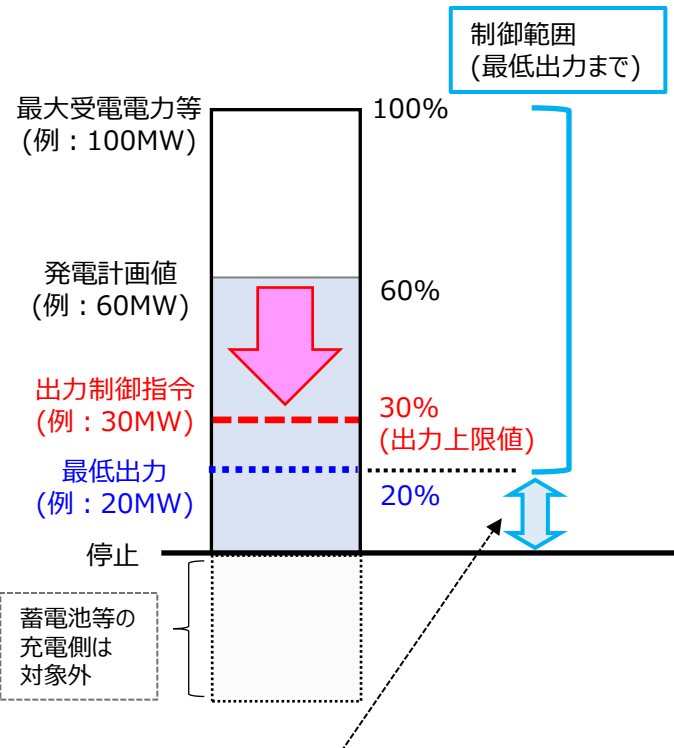 制御範囲
(最低出力まで)
最大受電電力等
(例：100MW)
100%
発電計画値
(例：60MW)
60%
出力制御指令
(例：30MW)
30%
(出力上限値)
最低出力
(例：20MW)
20%
停止
蓄電池等の
充電側は
対象外